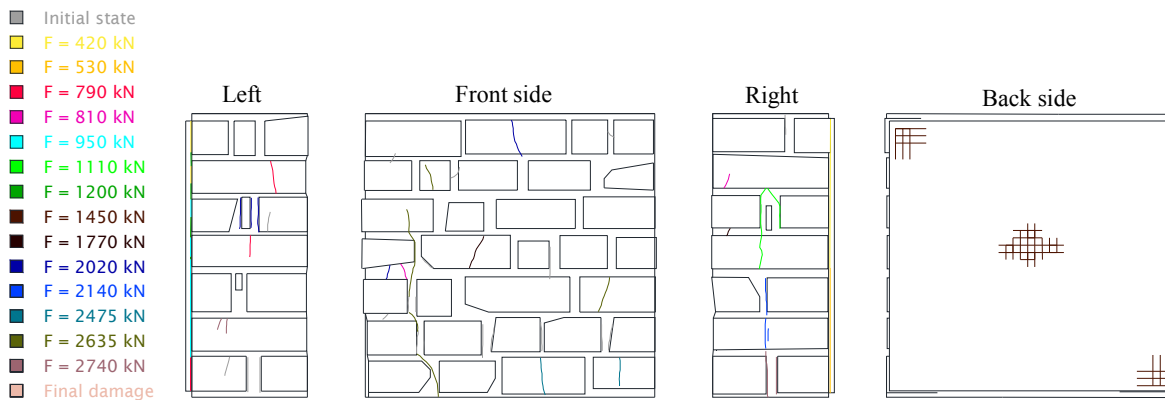 Initial state
F = 420 kN
F = 530 kN
F = 790 kN
F = 810 kN
F = 950 kN
F = 1110 kN
F = 1200 kN
F = 1450 kN
F = 1770 kN
F = 2020 kN
F = 2140 kN
F = 2475 kN
F = 2635 kN
F = 2740 kN
Final damage
Left
Front side
Right
Back side